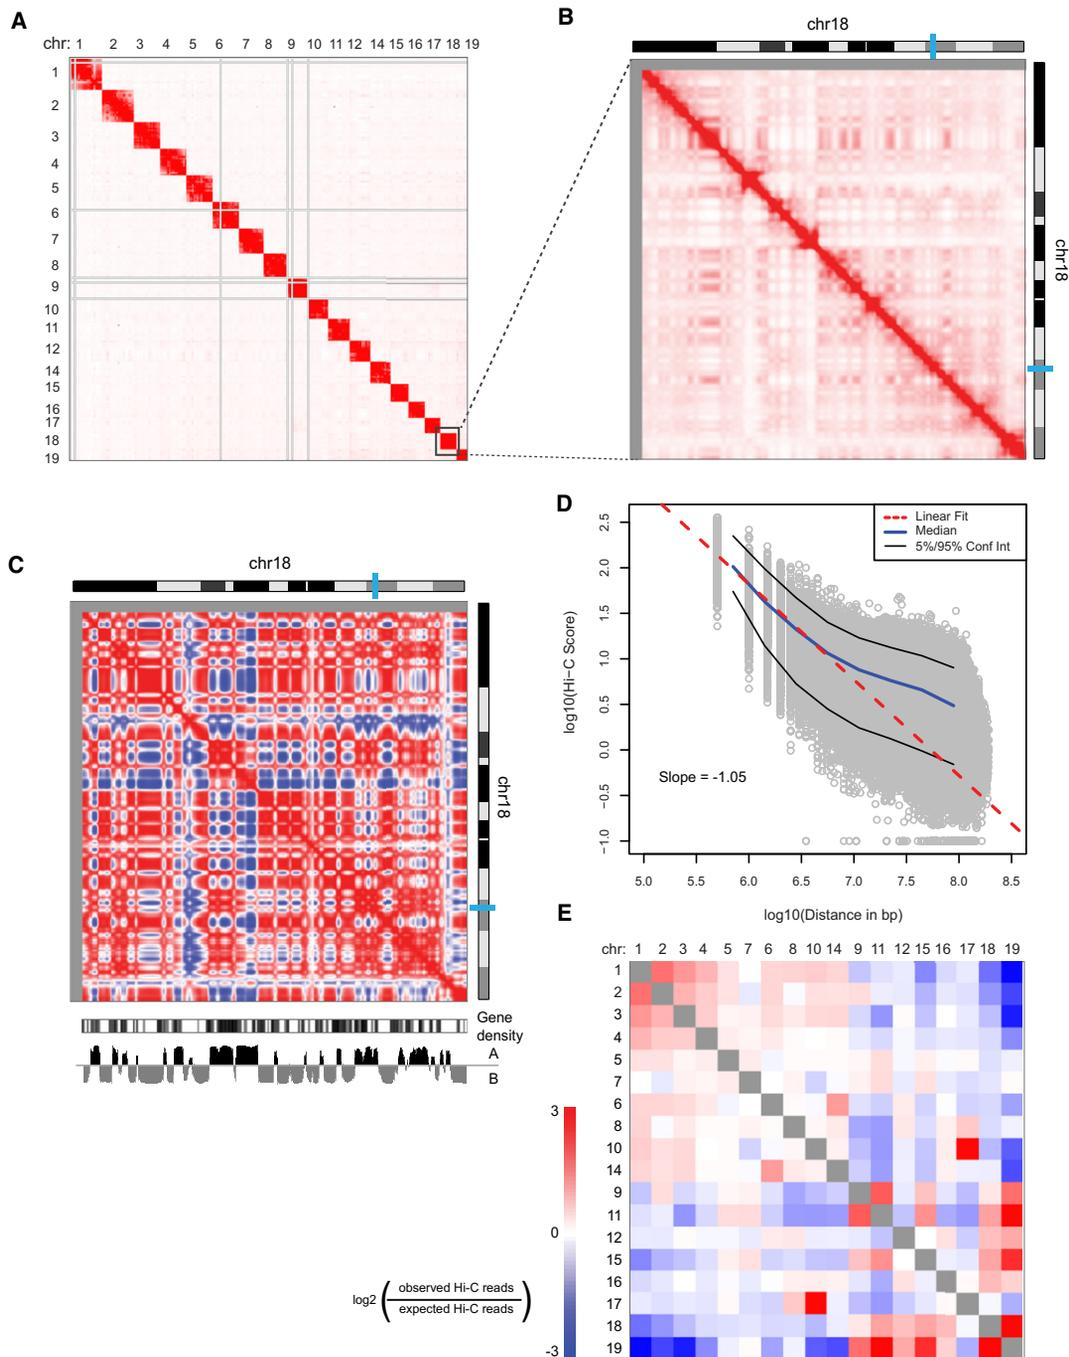 A
chr: 1 2 3 4 5 6 7 8 9 10 11 12 14 15 16 17 18 19
1
2
3
4
5
6
7
8
9
10
11
12
14
15
16
17
18
19
B
chr18
chr18
C
chr18
chr18
Gene
density
A
B
D
Linear Fit
Median
5%/95% Conf Int
log10(Hi−C Score)
2.5
2.0
1.5
1.0
0.5
0.0
−0.5
−1.0
Slope = -1.05
5.0 5.5 6.0 6.5 7.0 7.5 8.0 8.5
log10(Distance in bp)
E
chr: 1 2 3 4 5 7 6 8 10 14 9 11 12 15 16 17 18 19
1
2
3
4
5
7
6
8
10
14
9
11
12
15
16
17
18
19
3
0
-3
log2 ( observed Hi-C reads
expected Hi-C reads )